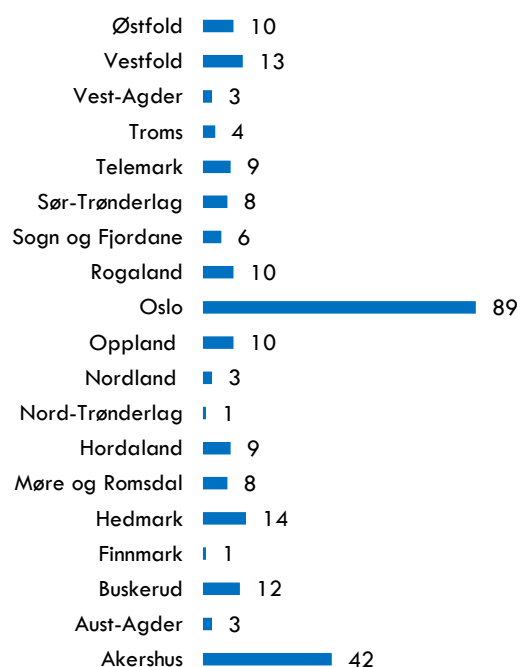 Østfold 10
Vestfold 13
Vest-Agder 3
Troms 4
Telemark 9
Sør-Trønderlag 8
Sogn og Fjordane 6
Rogaland 10
Oslo 89
Oppland 10
Nordland 3
Nord-Trønderlag 1
Hordaland 9
Møre og Romsdal 8
Hedmark 14
Finnmark 1
Buskerud 12
Aust-Agder 3
Akershus 42